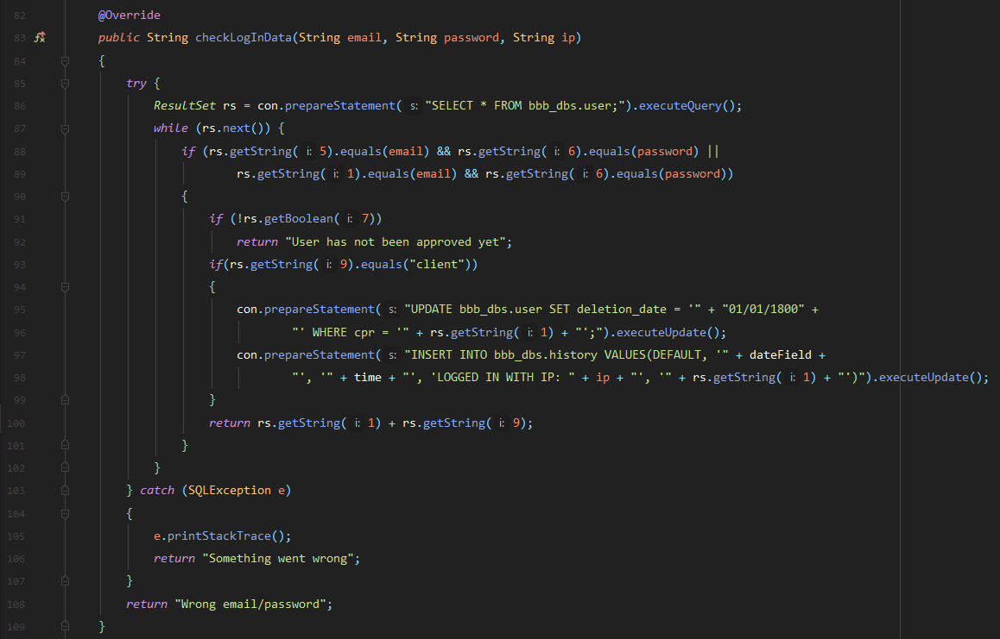 82 @Override
83 public String checkLogInData(String email, String password, String ip)
84 {
85 try {
86 ResultSet rs = con.prepareStatement( s: "SELECT * FROM bbb_dbs.user;").executeQuery();
87 while (rs.next()) {
88 if (rs.getString( i: 5).equals(email) && rs.getString( i: 6).equals(password) ||
89 rs.getString( i: 1).equals(email) && rs.getString( i: 6).equals(password))
90 {
91 if (!rs.getBoolean( i: 7))
92 return "User has not been approved yet";
93 if(rs.getString( i: 9).equals("client"))
94 {
95 con.prepareStatement( s: "UPDATE bbb_dbs.user SET deletion_date = '" + "01/01/1800" +
96 "' WHERE cpr = '" + rs.getString( i: 1) + "';").executeUpdate();
97 con.prepareStatement( s: "INSERT INTO bbb_dbs.history VALUES(DEFAULT, '" + dateField +
98 "', '" + time + "', 'LOGGED IN WITH IP: " + ip + "', '" + rs.getString( i: 1) + "')").executeUpdate();
99 }
100 return rs.getString( i: 1) + rs.getString( i: 9);
101 }
102 }
103 } catch (SQLException e)
104 {
105 e.printStackTrace();
106 return "Something went wrong";
107 }
108 return "Wrong email/password";
109 }